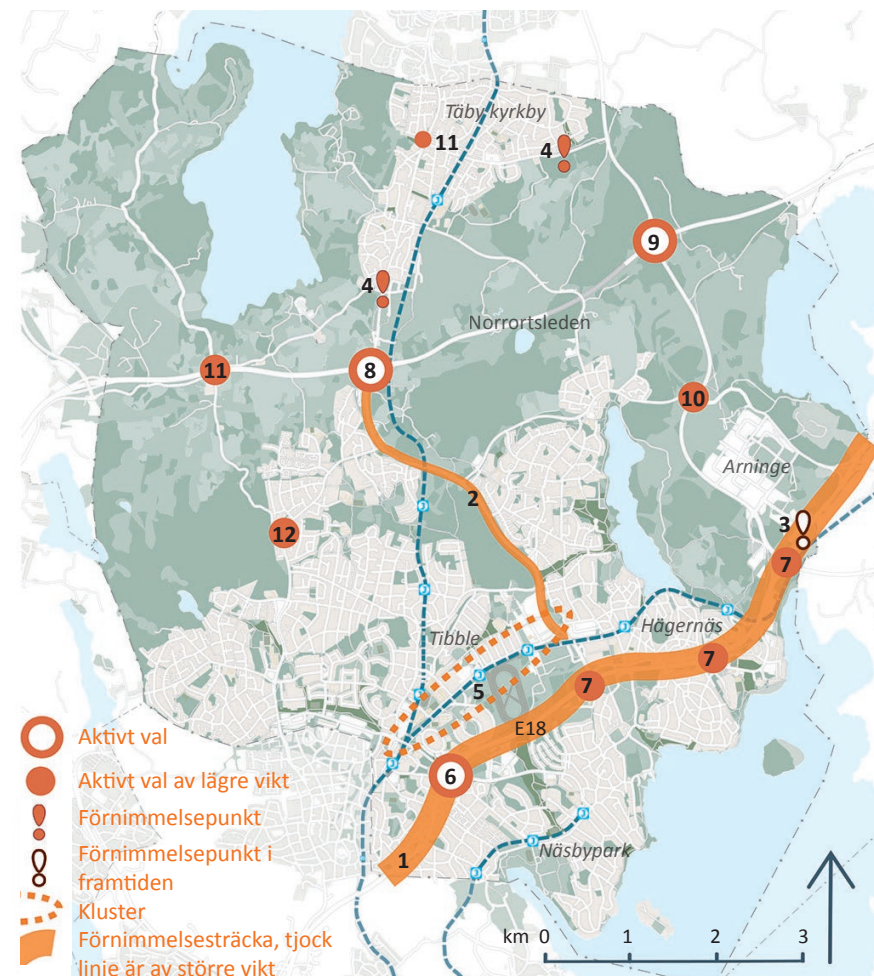 Täby kyrkby
11
4
9
4
Norrortsleden
11
8
10
Arninge
2
3
12
7
Hägernäs
Tibble
7
5
7
E18
Aktivt val
6
Aktivt val av lägre vikt
Förnimmelsepunkt
Förnimmelsepunkt i
framtiden
1
Näsbypark
Kluster
Förnimmelsesträcka, tjock
linje är av större vikt
km 0 1 2 3